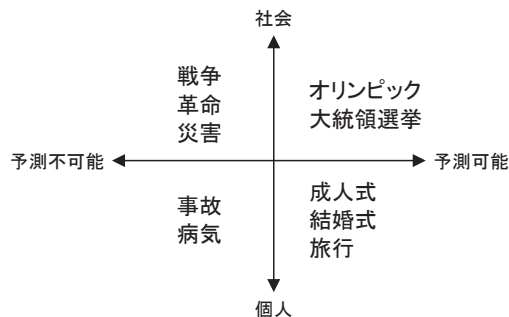 社会
戦争
革命
災害
オリンピック
大統領選挙
予測不可能
予測可能
事故
病気
成人式
結婚式
旅行
個人